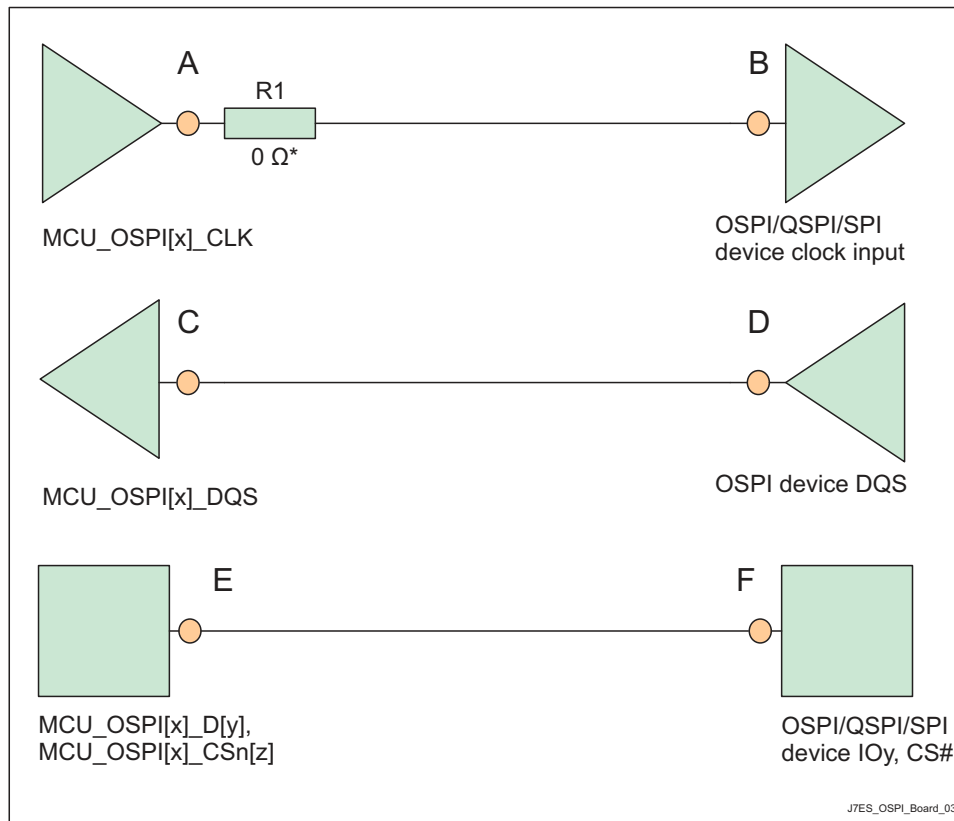 A
R1
B
0 Ω*
MCU_OSPI[x]_CLK
OSPI/QSPI/SPI
device clock input
C
D
MCU_OSPI[x]_DQS
OSPI device DQS
E
F
MCU_OSPI[x]_D[y],
MCU_OSPI[x]_CSn[z]
OSPI/QSPI/SPI
device IOy, CS#
J7ES_OSPI_Board_03